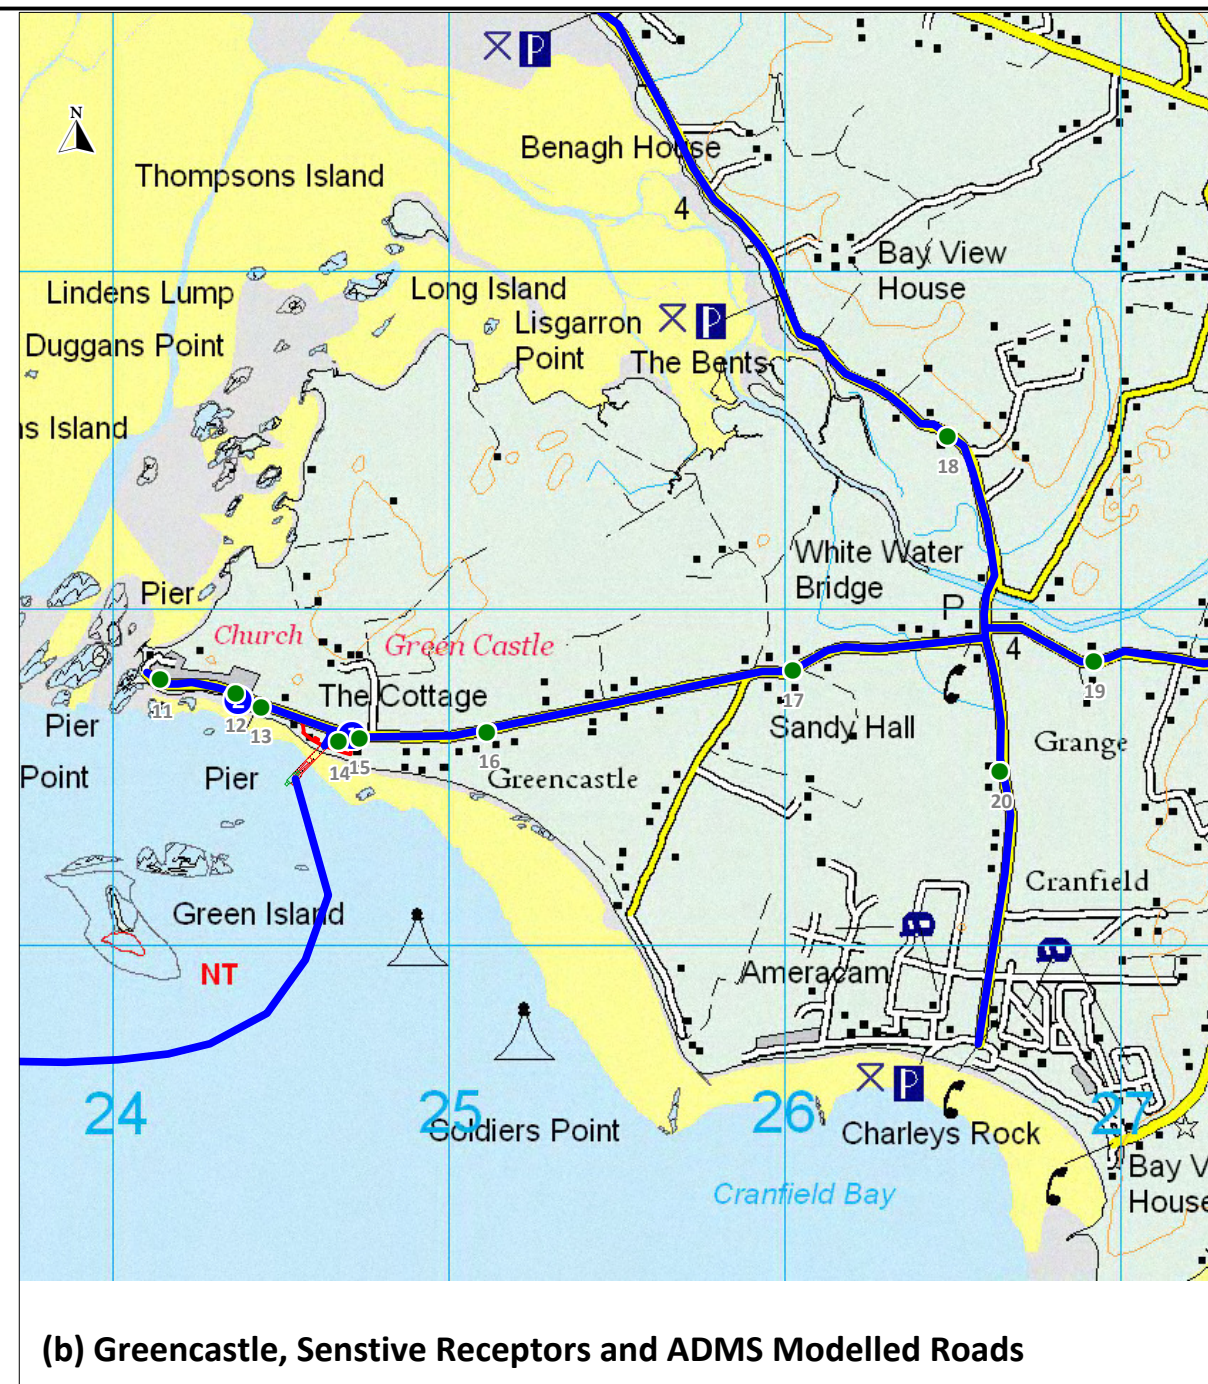 P
N
Benagh House
Thompsons Island
4
Bay View
House
Lindens Lump
Long Island
Lisgarron
Point
P
Duggans Point
The Bents
ns Island
18
White Water
Bridge
Pier
P
Church
Green Castle
4
The Cottage
17
19
11
12
13
Pier
Sandy Hall
Grange
14
15
16
Point
Pier
Greencastle
20
Cranfield
Green Island
NT
Ameracam
P
24
25
26
27
Soldiers Point
Charleys Rock
Bay V
House
Cranfield Bay
(b) Greencastle, Senstive Receptors and ADMS Modelled Roads